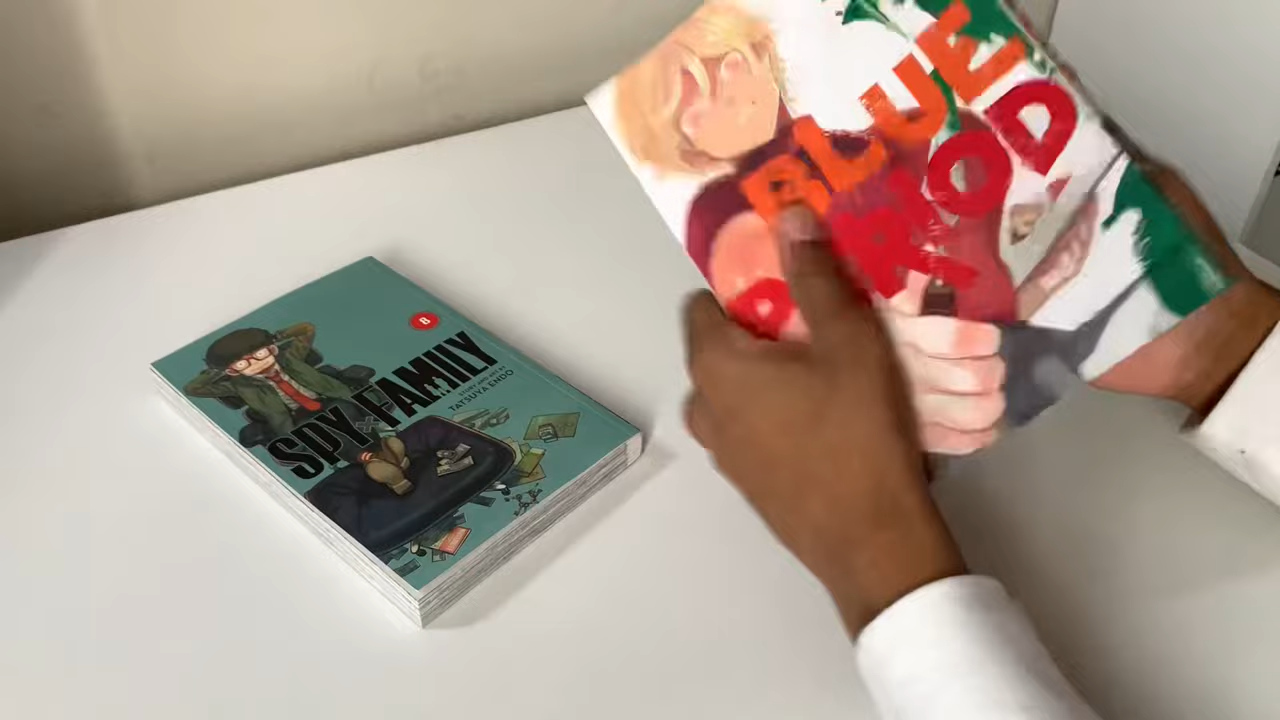 8
SPY×FAMILY
STORY AND ART BY
TATSUYA ENDO
BLUE
PERIOD